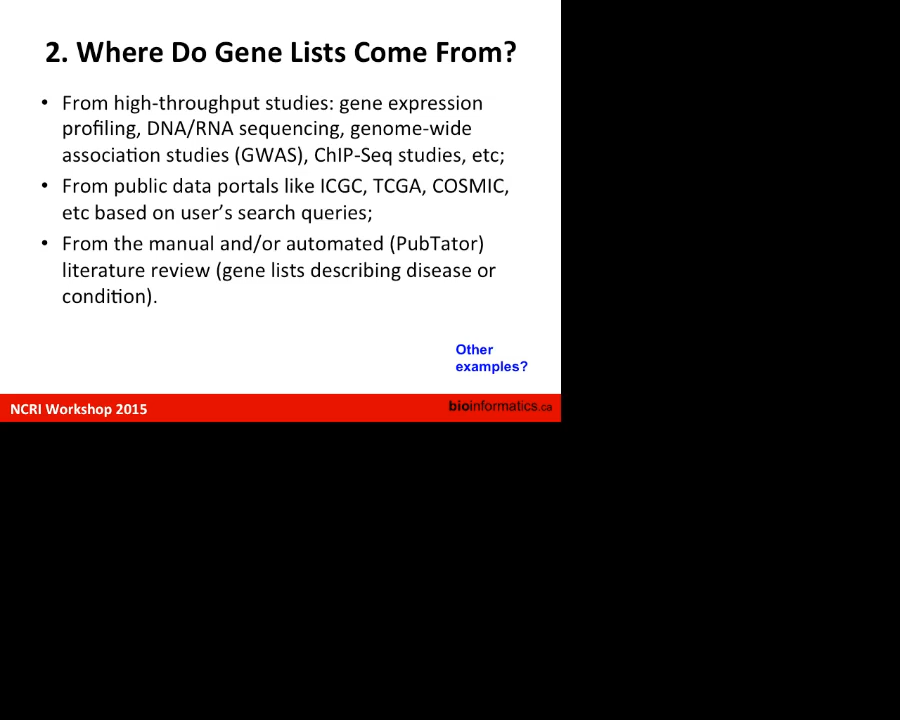 2. Where Do Gene Lists Come From?
• From high-throughput studies: gene expression
profiling, DNA/RNA sequencing, genome-wide
association studies (GWAS), ChIP-Seq studies, etc;
• From public data portals like ICGC, TCGA, COSMIC,
etc based on user’s search queries;
• From the manual and/or automated (PubTator)
literature review (gene lists describing disease or
condition).
Other
examples?
NCRI Workshop 2015
bioinformatics.ca